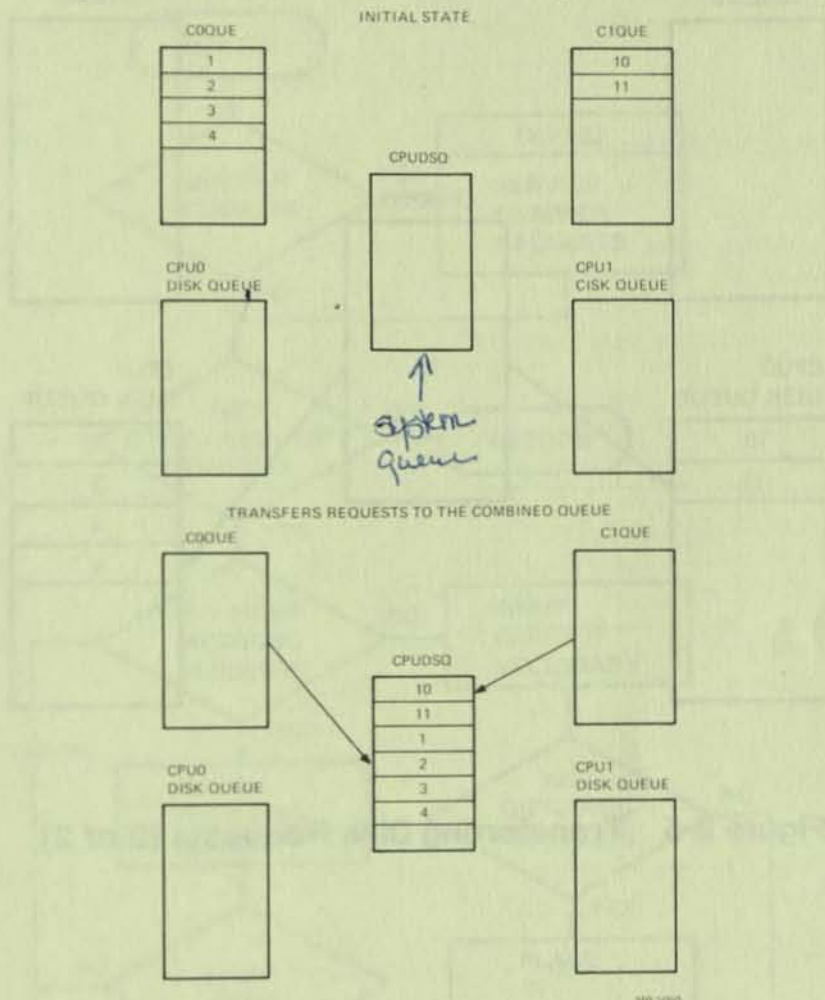 INITIAL STATE
C0QUE
1
2
3
4
C1QUE
10
11
CPUDSQ
CPU0
DISK QUEUE
CPU1
CISK QUEUE
system
queue
TRANSFERS REQUESTS TO THE COMBINED QUEUE
C0QUE
C1QUE
CPUDSQ
10
11
1
2
3
4
CPU0
DISK QUEUE
CPU1
DISK QUEUE